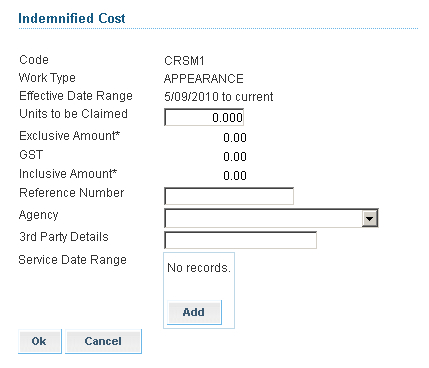 Indemnified Cost
Code CRSM1
Work Type APPEARANCE
Effective Date Range 5/09/2010 to current
Units to be Claimed 0.000
Exclusive Amount* 0.00
GST 0.00
Inclusive Amount* 0.00
Reference Number
Agency
3rd Party Details
Service Date Range No records.
Add
Ok Cancel